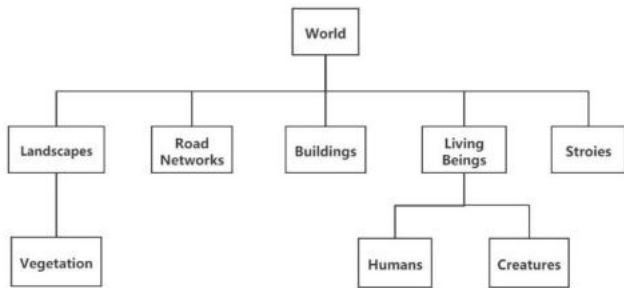 World
Landscapes
Road
Networks
Buildings
Living
Beings
Stroies
Vegetation
Humans
Creatures